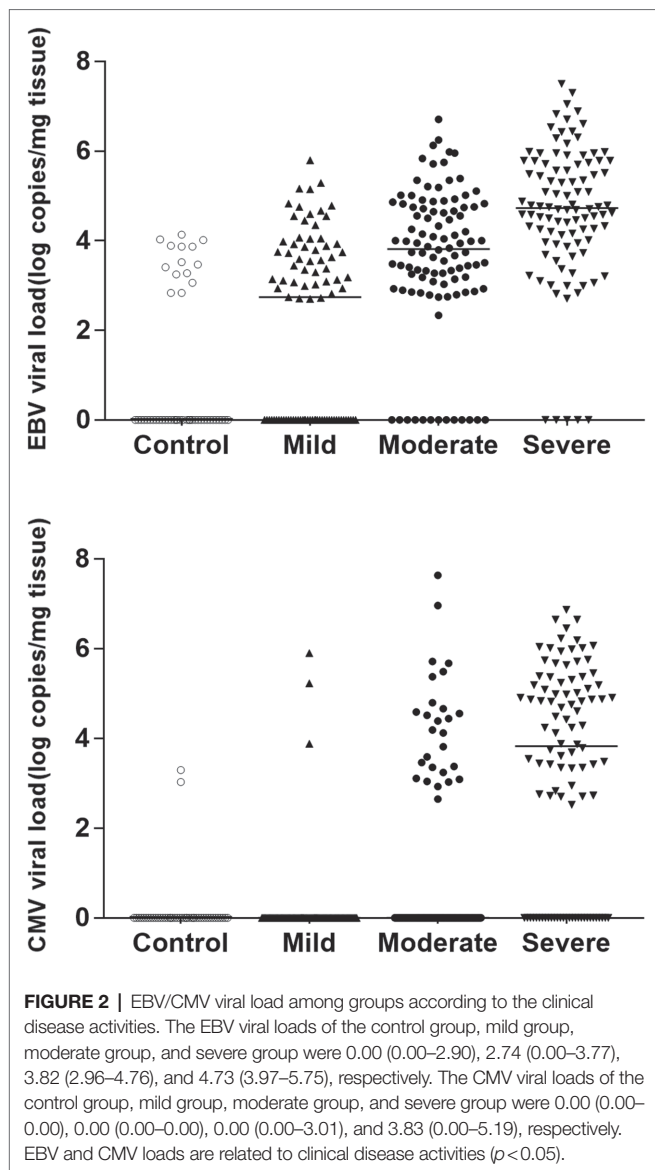 EBV viral load(log copies/mg tissue)
8
6
4
2
0
Control Mild Moderate Severe
CMV viral load(log copies/mg tissue)
8
6
4
2
0
Control Mild Moderate Severe
FIGURE 2 | EBV/CMV viral load among groups according to the clinical
disease activities. The EBV viral loads of the control group, mild group,
moderate group, and severe group were 0.00 (0.00–2.90), 2.74 (0.00–3.77),
3.82 (2.96–4.76), and 4.73 (3.97–5.75), respectively. The CMV viral loads of the
control group, mild group, moderate group, and severe group were 0.00 (0.00–
0.00), 0.00 (0.00–0.00), 0.00 (0.00–3.01), and 3.83 (0.00–5.19), respectively.
EBV and CMV loads are related to clinical disease activities (p<0.05).